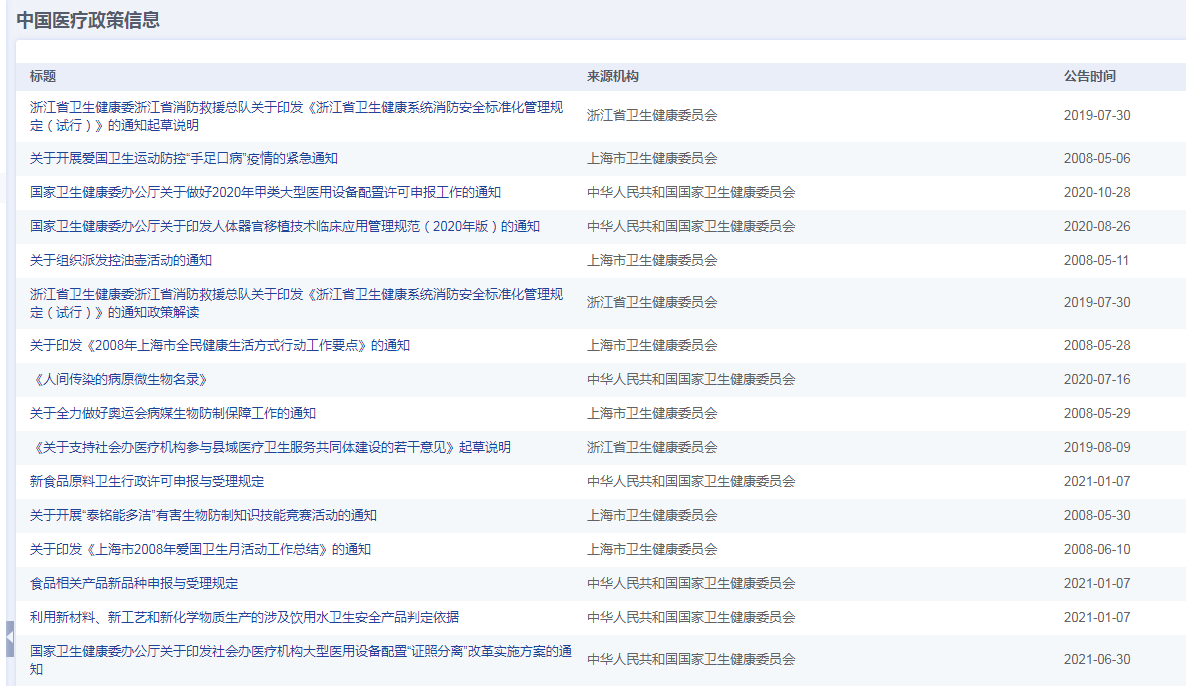 中国医疗政策信息
标题 来源机构 公告时间
浙江省卫生健康委浙江省消防救援总队关于印发《浙江省卫生健康系统消防安全标准化管理规
定（试行）》的通知起草说明 浙江省卫生健康委员会 2019-07-30
关于开展爱国卫生运动防控“手足口病”疫情的紧急通知 上海市卫生健康委员会 2008-05-06
国家卫生健康委办公厅关于做好2020年甲类大型医用设备配置许可申报工作的通知 中华人民共和国国家卫生健康委员会 2020-10-28
国家卫生健康委办公厅关于印发人体器官移植技术临床应用管理规范（2020年版）的通知 中华人民共和国国家卫生健康委员会 2020-08-26
关于组织派发控油壶活动的通知 上海市卫生健康委员会 2008-05-11
浙江省卫生健康委浙江省消防救援总队关于印发《浙江省卫生健康系统消防安全标准化管理规
定（试行）》的通知政策解读 浙江省卫生健康委员会 2019-07-30
关于印发《2008年上海市全民健康生活方式行动工作要点》的通知 上海市卫生健康委员会 2008-05-28
《人间传染的病原微生物名录》 中华人民共和国国家卫生健康委员会 2020-07-16
关于全力做好奥运会病媒生物防制保障工作的通知 上海市卫生健康委员会 2008-05-29
《关于支持社会办医疗机构参与县域医疗卫生服务共同体建设的若干意见》起草说明 浙江省卫生健康委员会 2019-08-09
新食品原料卫生行政许可申报与受理规定 中华人民共和国国家卫生健康委员会 2021-01-07
关于开展“泰铭能多洁”有害生物防制知识技能竞赛活动的通知 上海市卫生健康委员会 2008-05-30
关于印发《上海市2008年爱国卫生月活动工作总结》的通知 上海市卫生健康委员会 2008-06-10
食品相关产品新品种申报与受理规定 中华人民共和国国家卫生健康委员会 2021-01-07
利用新材料、新工艺和新化学物质生产的涉及饮用水卫生安全产品判定依据 中华人民共和国国家卫生健康委员会 2021-01-07
国家卫生健康委办公厅关于印发社会办医疗机构大型医用设备配置“证照分离”改革实施方案的通
知 中华人民共和国国家卫生健康委员会 2021-06-30